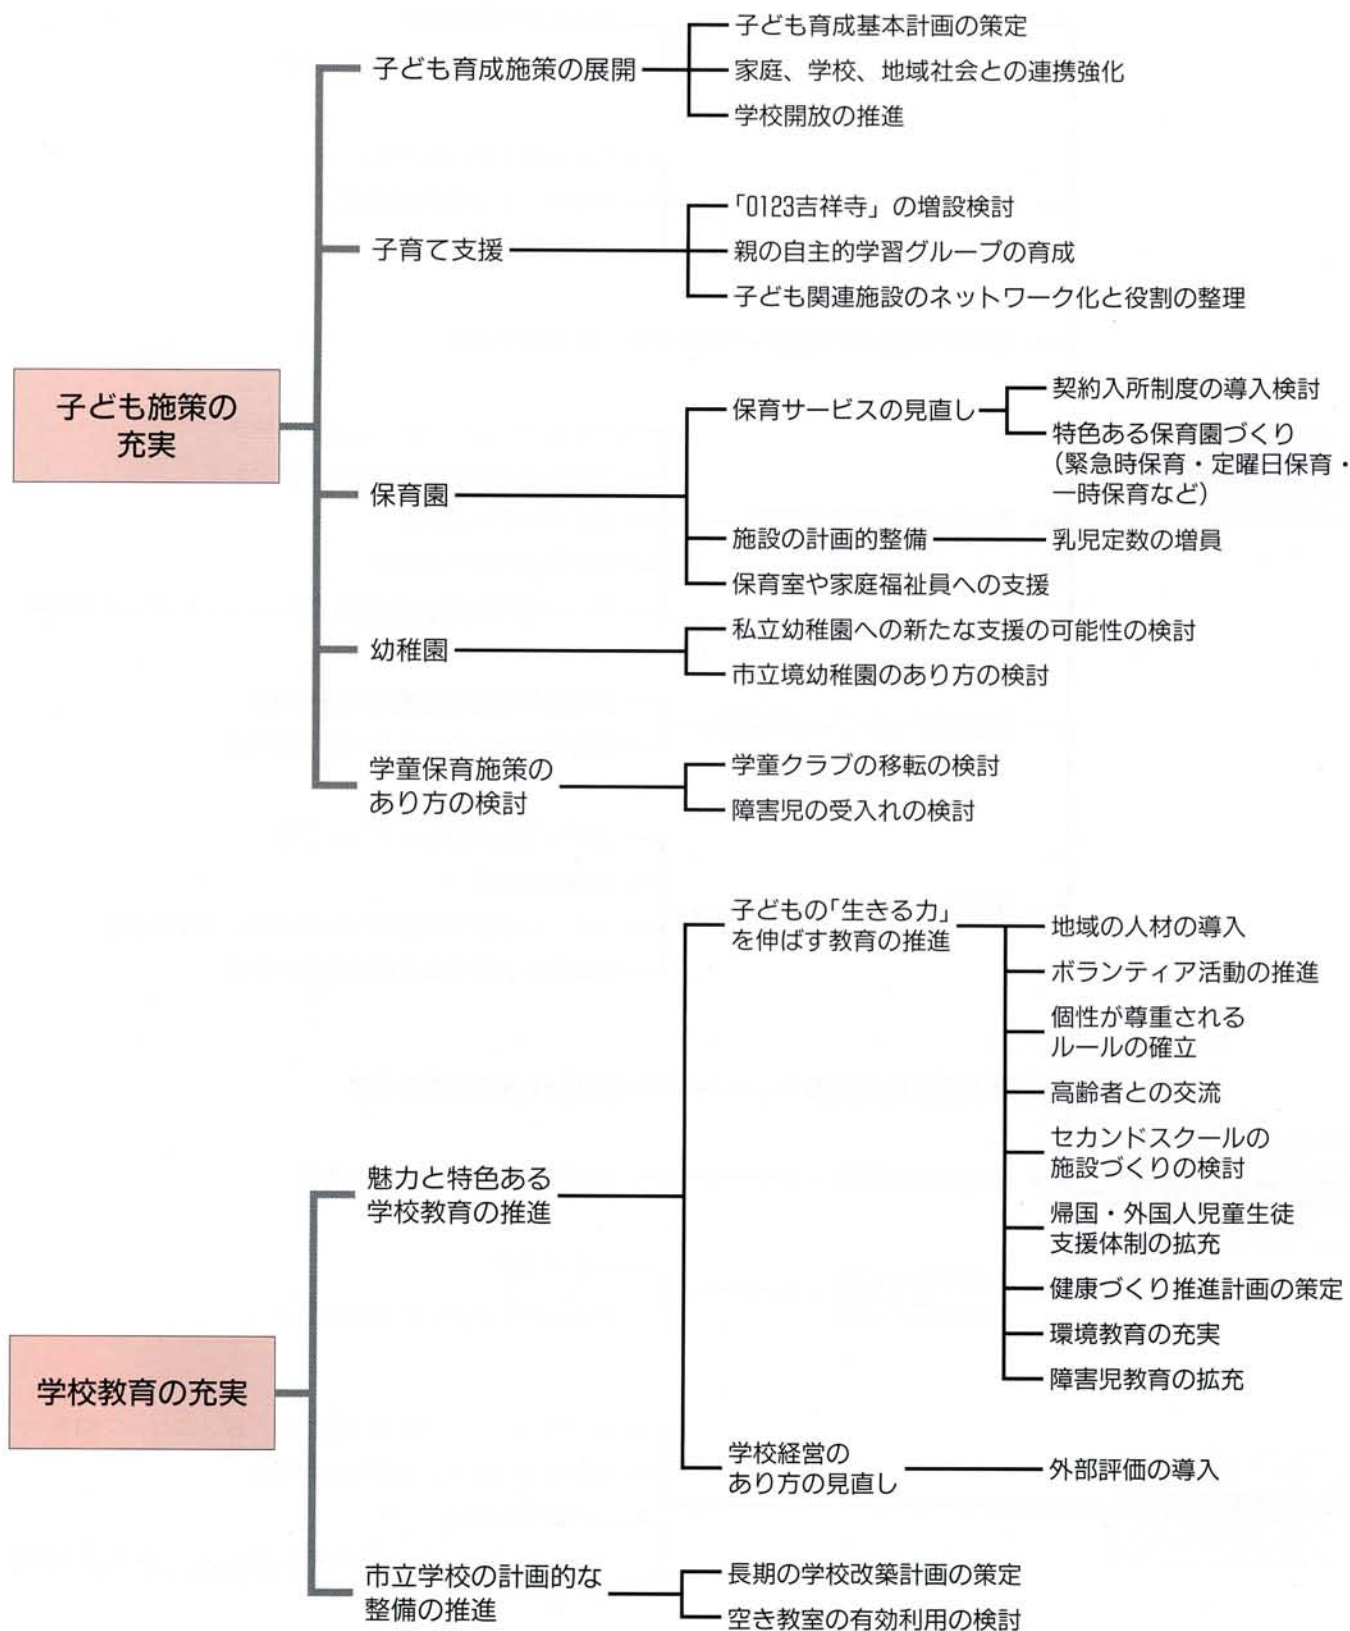 子ども施策の
充実
子ども育成施策の展開
子ども育成基本計画の策定
家庭、学校、地域社会との連携強化
学校開放の推進
子育て支援
「0123吉祥寺」の増設検討
親の自主的学習グループの育成
子ども関連施設のネットワーク化と役割の整理
保育園
保育サービスの見直し
契約入所制度の導入検討
特色ある保育園づくり
（緊急時保育・定曜日保育・
一時保育など）
施設の計画的整備
乳児定数の増員
保育室や家庭福祉員への支援
幼稚園
私立幼稚園への新たな支援の可能性の検討
市立境幼稚園のあり方の検討
学童保育施策の
あり方の検討
学童クラブの移転の検討
障害児の受入れの検討
学校教育の充実
魅力と特色ある
学校教育の推進
子どもの「生きる力」
を伸ばす教育の推進
地域の人材の導入
ボランティア活動の推進
個性が尊重される
ルールの確立
高齢者との交流
セカンドスクールの
施設づくりの検討
帰国・外国人児童生徒
支援体制の拡充
健康づくり推進計画の策定
環境教育の充実
障害児教育の拡充
学校経営の
あり方の見直し
外部評価の導入
市立学校の計画的な
整備の推進
長期の学校改築計画の策定
空き教室の有効利用の検討